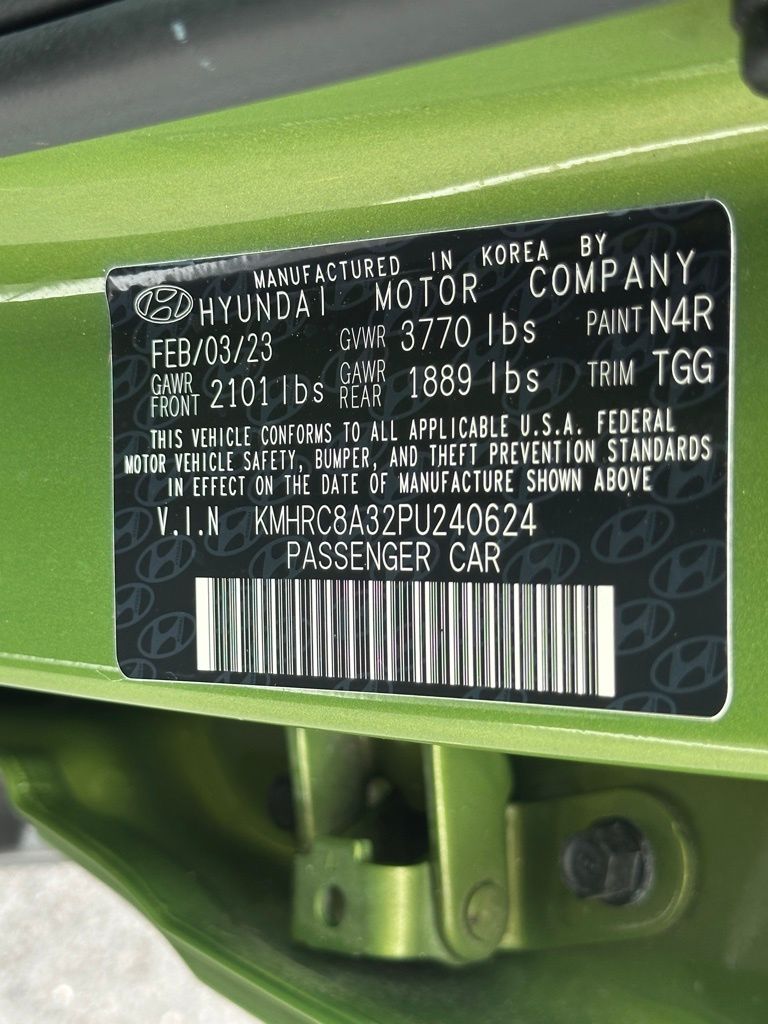 MANUFACTURED IN KOREA BY
HYUNDAI MOTOR COMPANY
FEB/03/23 GVWR 3770 lbs PAINT N4R
GAWR FRONT 2101 lbs GAWR REAR 1889 lbs TRIM TGG
THIS VEHICLE CONFORMS TO ALL APPLICABLE U.S.A. FEDERAL
MOTOR VEHICLE SAFETY, BUMPER, AND THEFT PREVENTION STANDARDS
IN EFFECT ON THE DATE OF MANUFACTURE SHOWN ABOVE
V.I.N KMHRC8A32PU240624
PASSENGER CAR